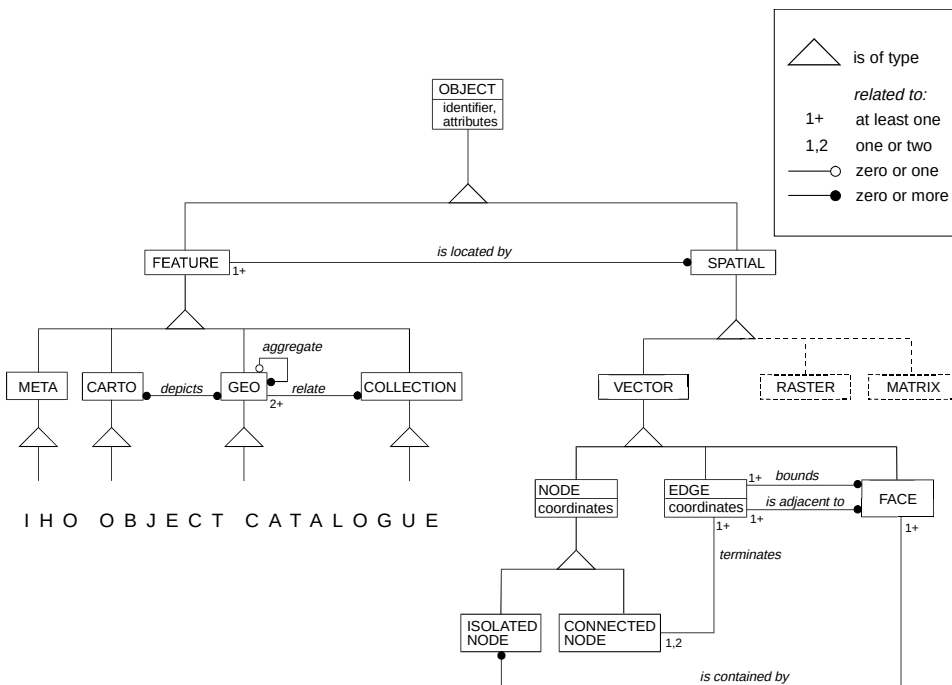 is of type
related to:
1+ at least one
1,2 one or two
zero or one
zero or more
OBJECT
identifier,
attributes
is located by
FEATURE
1+
SPATIAL
aggregate
META
CARTO
depicts
GEO
relate
2+
COLLECTION
VECTOR
RASTER
MATRIX
IHO OBJECT CATALOGUE
NODE
coordinates
EDGE
coordinates
1+
bounds
is adjacent to
1+
1+
FACE
1+
terminates
ISOLATED
NODE
CONNECTED
NODE
1,2
is contained by